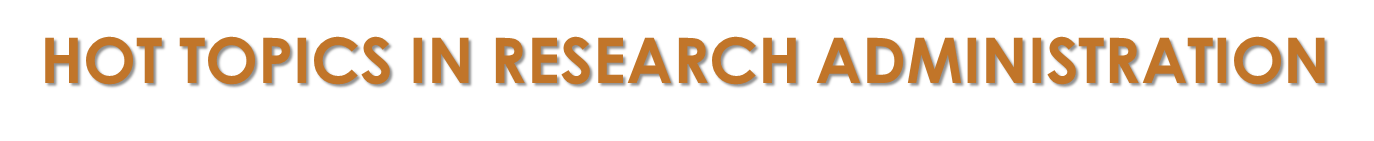 HOT TOPICS IN RESEARCH ADMINISTRATION